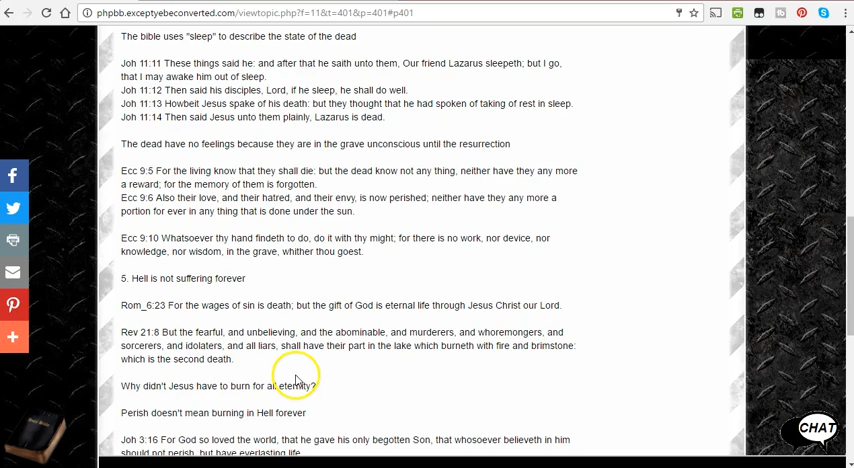 phpbb.exceptyebeconverted.com/viewtopic.php?f=11&t=401&p=401#p401
The bible uses "sleep" to describe the state of the dead
Joh 11:11 These things said he: and after that he saith unto them, Our friend Lazarus sleepeth; but I go,
that I may awake him out of sleep.
Joh 11:12 Then said his disciples, Lord, if he sleep, he shall do well.
Joh 11:13 Howbeit Jesus spake of his death: but they thought that he had spoken of taking of rest in sleep.
Joh 11:14 Then said Jesus unto them plainly, Lazarus is dead.
The dead have no feelings because they are in the grave unconscious until the resurrection
Ecc 9:5 For the living know that they shall die: but the dead know not any thing, neither have they any more
a reward; for the memory of them is forgotten.
Ecc 9:6 Also their love, and their hatred, and their envy, is now perished; neither have they any more a
portion for ever in any thing that is done under the sun.
Ecc 9:10 Whatsoever thy hand findeth to do, do it with thy might; for there is no work, nor device, nor
knowledge, nor wisdom, in the grave, whither thou goest.
5. Hell is not suffering forever
Rom_6:23 For the wages of sin is death; but the gift of God is eternal life through Jesus Christ our Lord.
Rev 21:8 But the fearful, and unbelieving, and the abominable, and murderers, and whoremongers, and
sorcerers, and idolaters, and all liars, shall have their part in the lake which burneth with fire and brimstone:
which is the second death.
Why didn't Jesus have to burn for all eternity?
Perish doesn't mean burning in Hell forever
Joh 3:16 For God so loved the world, that he gave his only begotten Son, that whosoever believeth in him
should not perish, but have everlasting life
CHAT